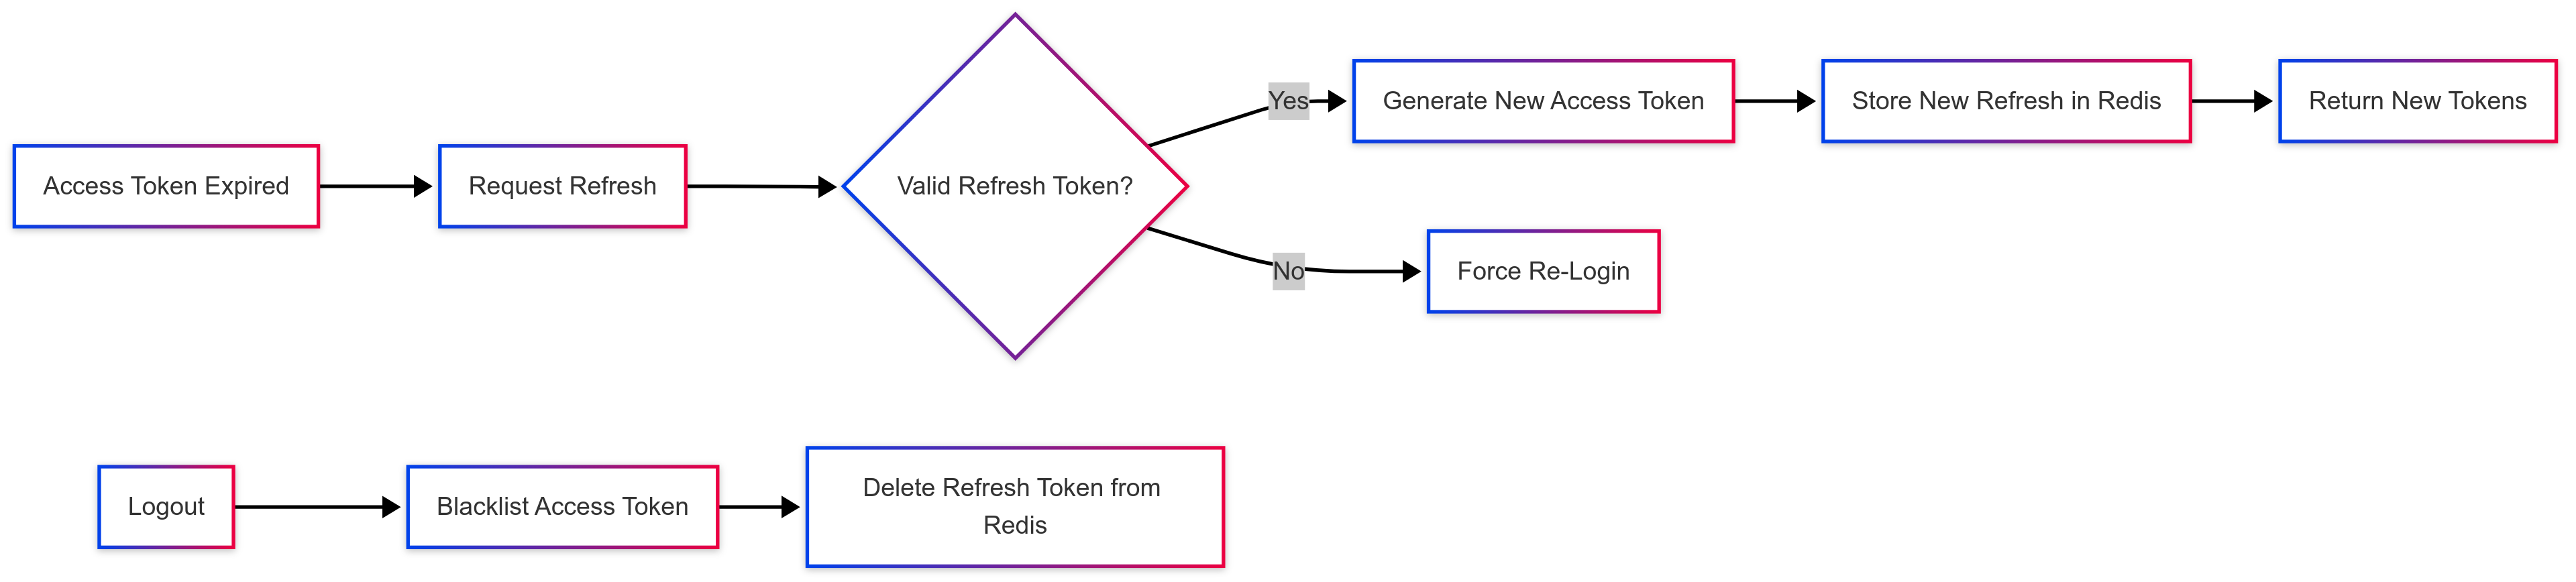 Access Token Expired
Request Refresh
Valid Refresh Token?
Yes
Generate New Access Token
Store New Refresh in Redis
Return New Tokens
No
Force Re-Login
Logout
Blacklist Access Token
Delete Refresh Token from
Redis